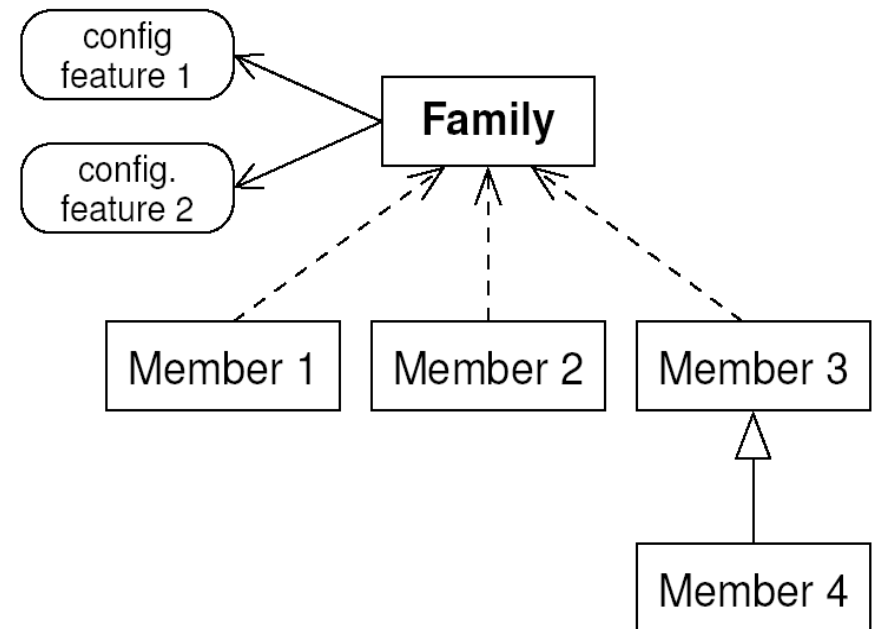 config
feature 1
Family
config.
feature 2
Member 1
Member 2
Member 3
Member 4